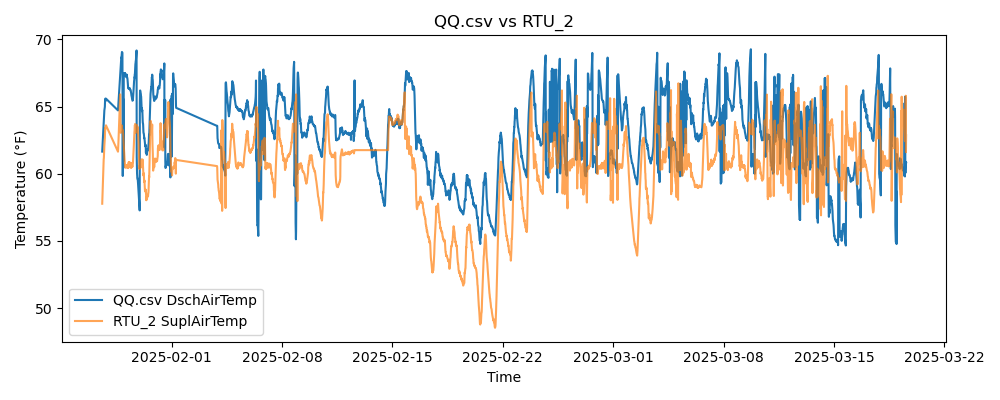 QQ.csv vs RTU_2
Temperature (°F)
70
65
60
55
50
QQ.csv DschAirTemp
RTU_2 SuplAirTemp
2025-02-01 2025-02-08 2025-02-15 2025-02-22 2025-03-01 2025-03-08 2025-03-15 2025-03-22
Time